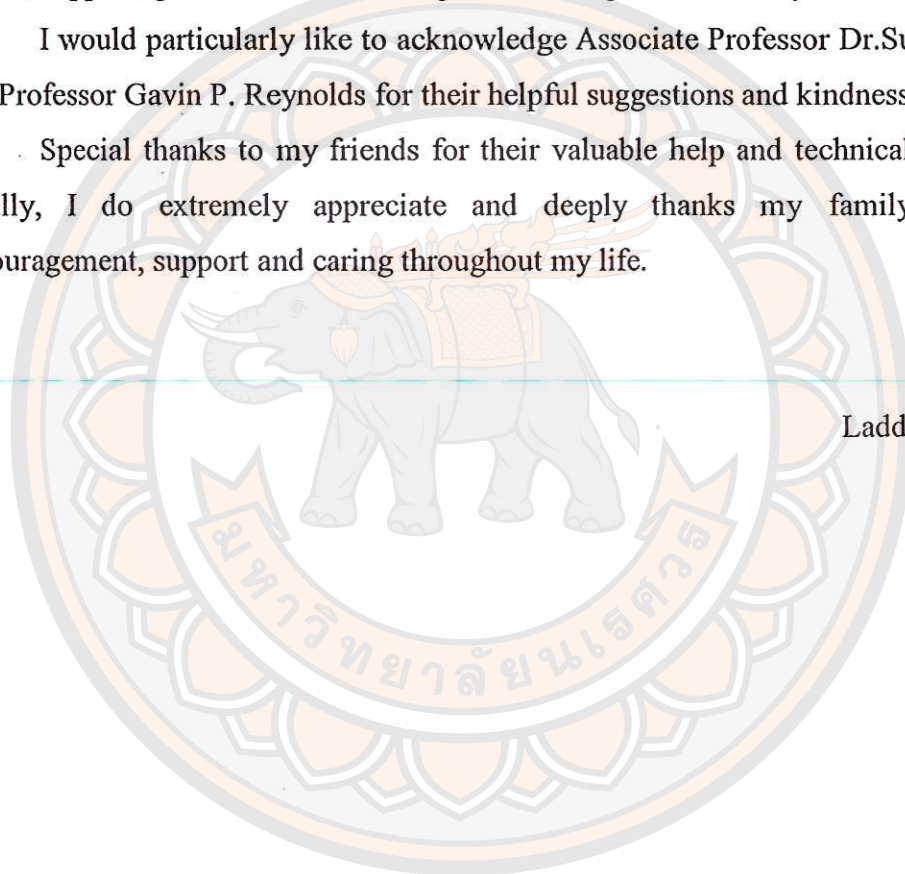 I would particularly like to acknowledge Associate Professor Dr.Su
Professor Gavin P. Reynolds for their helpful suggestions and kindness
Special thanks to my friends for their valuable help and technical
lly, I do extremely appreciate and deeply thanks my family
ouragement, support and caring throughout my life.
Ladd
มหาวิทยาลัยนเรศวร